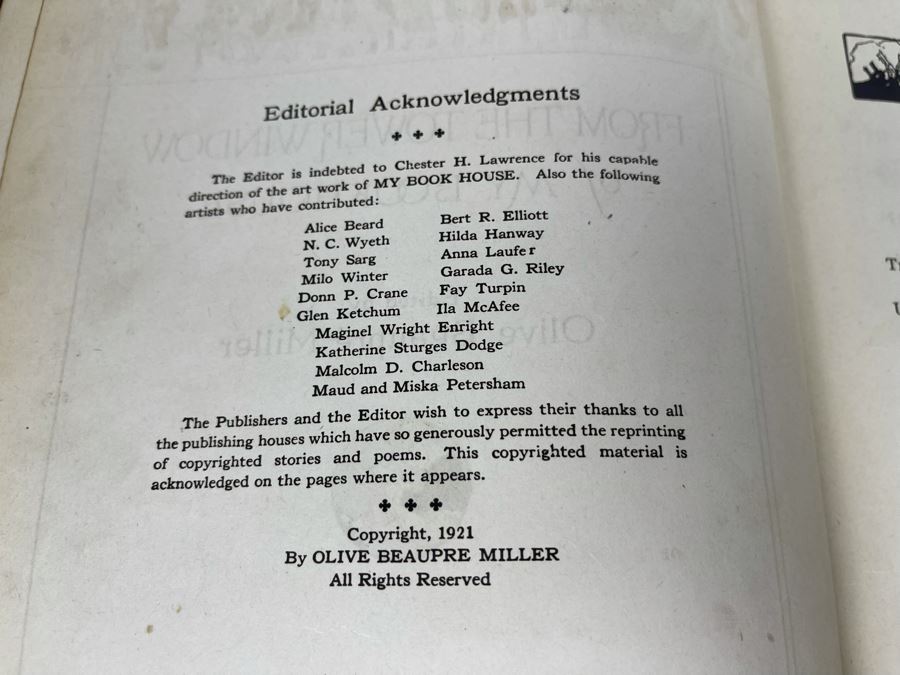 Editorial Acknowledgments
The Editor is indebted to Chester H. Lawrence for his capable
direction of the art work of MY BOOK HOUSE. Also the following
artists who have contributed:
Alice Beard
N. C. Wyeth
Tony Sarg
Milo Winter
Donn P. Crane
Glen Ketchum
Bert R. Elliott
Hilda Hanway
Anna Laufer
Garada G. Riley
Fay Turpin
Ila McAfee
Maginel Wright Enright
Katherine Sturges Dodge
Malcolm D. Charleson
Maud and Miska Petersham
The Publishers and the Editor wish to express their thanks to all
the publishing houses which have so generously permitted the reprinting
of copyrighted stories and poems. This copyrighted material is
acknowledged on the pages where it appears.
Copyright, 1921
By OLIVE BEAUPRE MILLER
All Rights Reserved